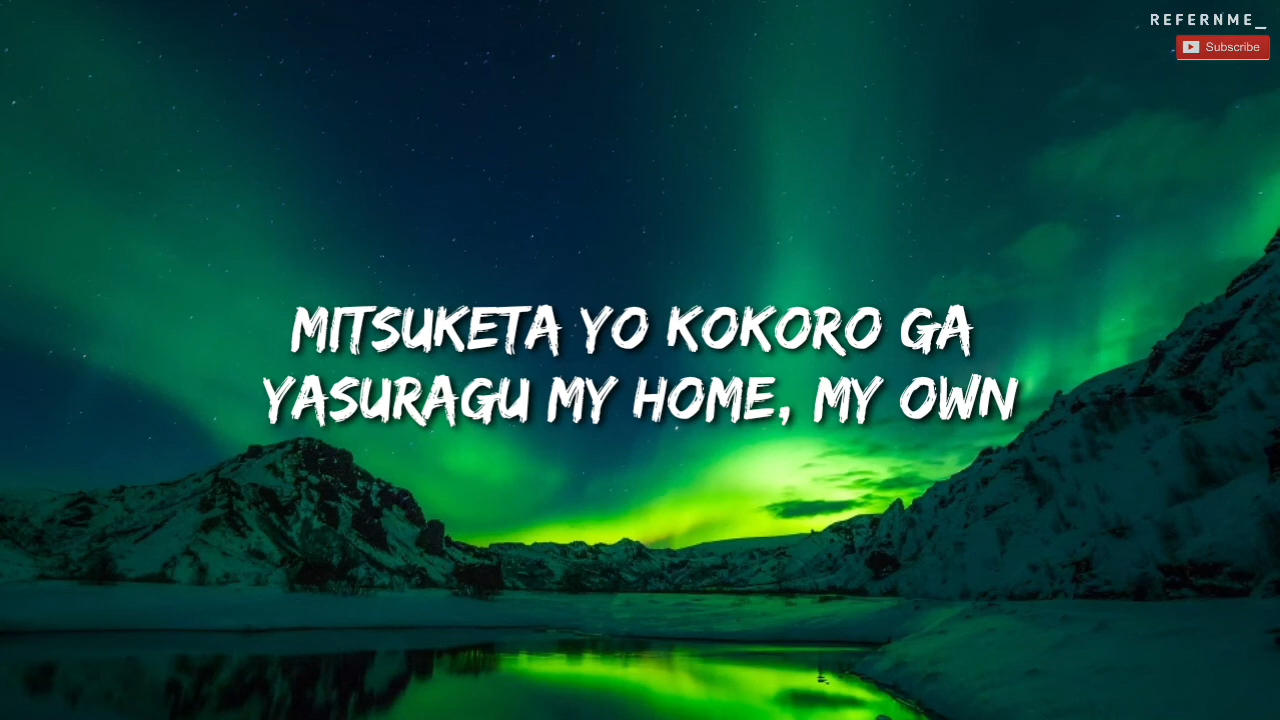 REFERNME_
Subscribe
MITSUKETA YO KOKORO GA
YASURAGU MY HOME, MY OWN